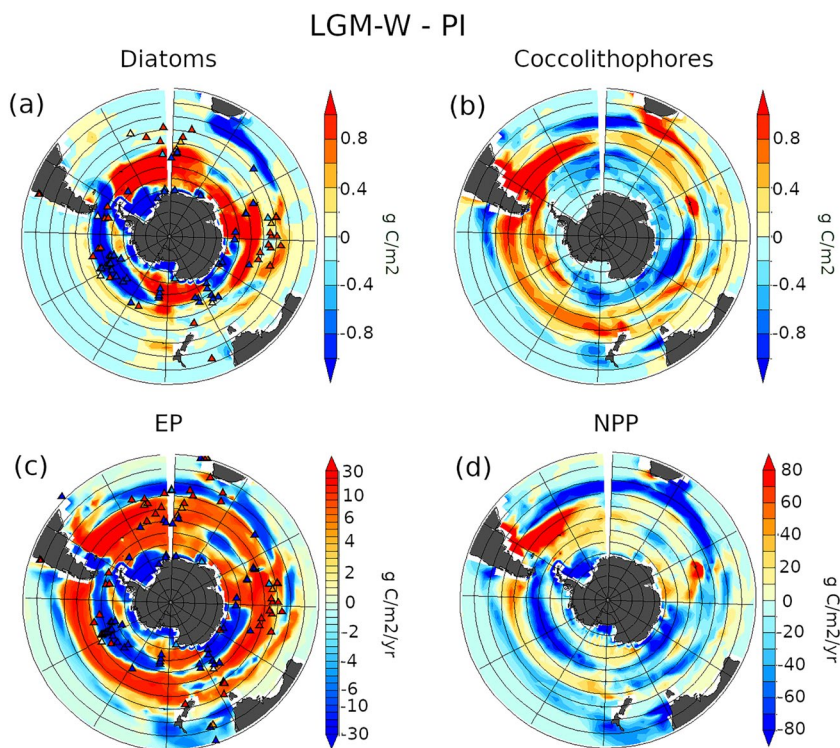 LGM-W - PI
Diatoms
Coccolithophores
(a)
0.8
0.4
0
-0.4
-0.8
g C/m2
(b)
0.8
0.4
0
-0.4
-0.8
g C/m2
EP
NPP
(c)
30
10
6
4
2
0
-2
-4
-6
-10
-30
g C/m2/yr
(d)
80
60
40
20
0
-20
-40
-60
-80
g C/m2/yr